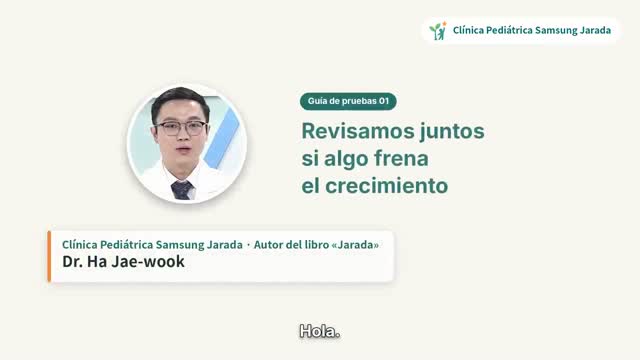 Clínica Pediátrica Samsung Jarada
Guía de pruebas 01
Revisamos juntos
si algo frena
el crecimiento
Clínica Pediátrica Samsung Jarada · Autor del libro «Jarada»
Dr. Ha Jae-wook
Hola.